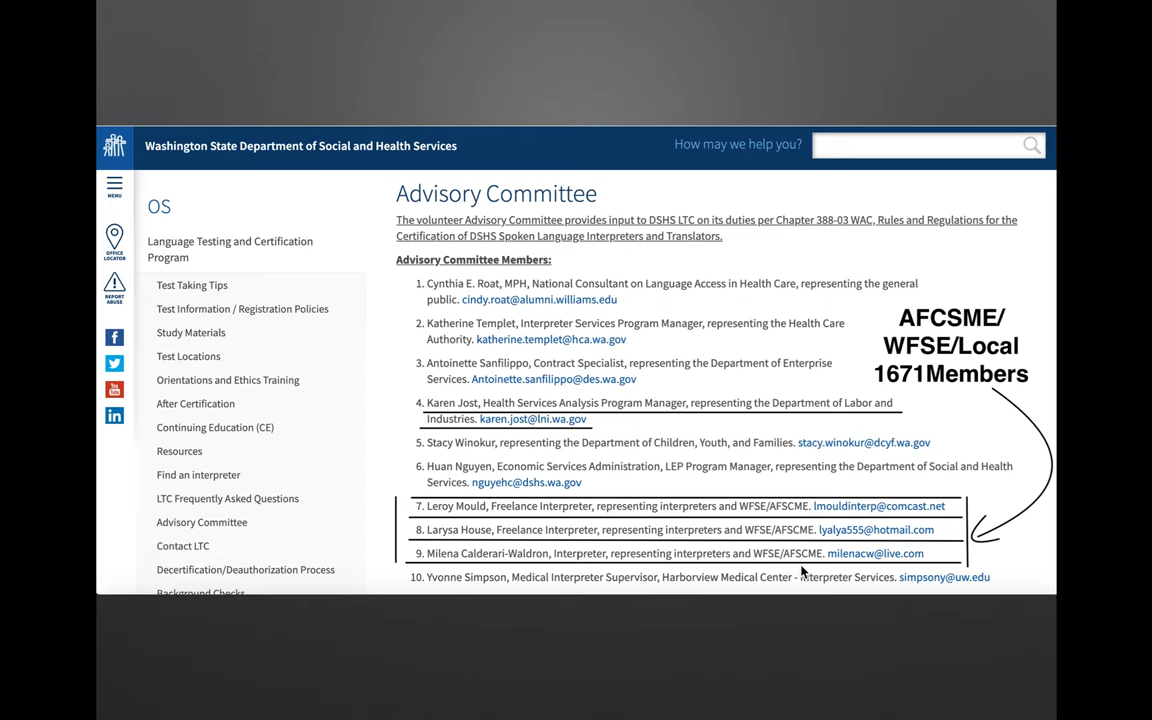 Washington State Department of Social and Health Services
How may we help you?
MENU
OFFICE
LOCATOR
REPORT
ABUSE
OS
Language Testing and Certification
Program
Test Taking Tips
Test Information / Registration Policies
Study Materials
Test Locations
Orientations and Ethics Training
After Certification
Continuing Education (CE)
Resources
Find an interpreter
LTC Frequently Asked Questions
Advisory Committee
Contact LTC
Decertification/Deauthorization Process
Background Checks
Advisory Committee
The volunteer Advisory Committee provides input to DSHS LTC on its duties per Chapter 388-03 WAC, Rules and Regulations for the
Certification of DSHS Spoken Language Interpreters and Translators.
Advisory Committee Members:
1. Cynthia E. Roat, MPH, National Consultant on Language Access in Health Care, representing the general
public. cindy.roat@alumni.williams.edu
2. Katherine Templet, Interpreter Services Program Manager, representing the Health Care
Authority. katherine.templet@hca.wa.gov
3. Antoinette Sanfilippo, Contract Specialist, representing the Department of Enterprise
Services. Antoinette.sanfilippo@des.wa.gov
4. Karen Jost, Health Services Analysis Program Manager, representing the Department of Labor and
Industries. karen.jost@lni.wa.gov
5. Stacy Winokur, representing the Department of Children, Youth, and Families. stacy.winokur@dcyf.wa.gov
6. Huan Nguyen, Economic Services Administration, LEP Program Manager, representing the Department of Social and Health
Services. nguyehc@dshs.wa.gov
7. Leroy Mould, Freelance Interpreter, representing interpreters and WFSE/AFSCME. lmouldinterp@comcast.net
8. Larysa House, Freelance Interpreter, representing interpreters and WFSE/AFSCME. lyalya555@hotmail.com
9. Milena Calderari-Waldron, Interpreter, representing interpreters and WFSE/AFSCME. milenacw@live.com
10. Yvonne Simpson, Medical Interpreter Supervisor, Harborview Medical Center - Interpreter Services. simpsony@uw.edu
AFCSME/
WFSE/Local
1671Members